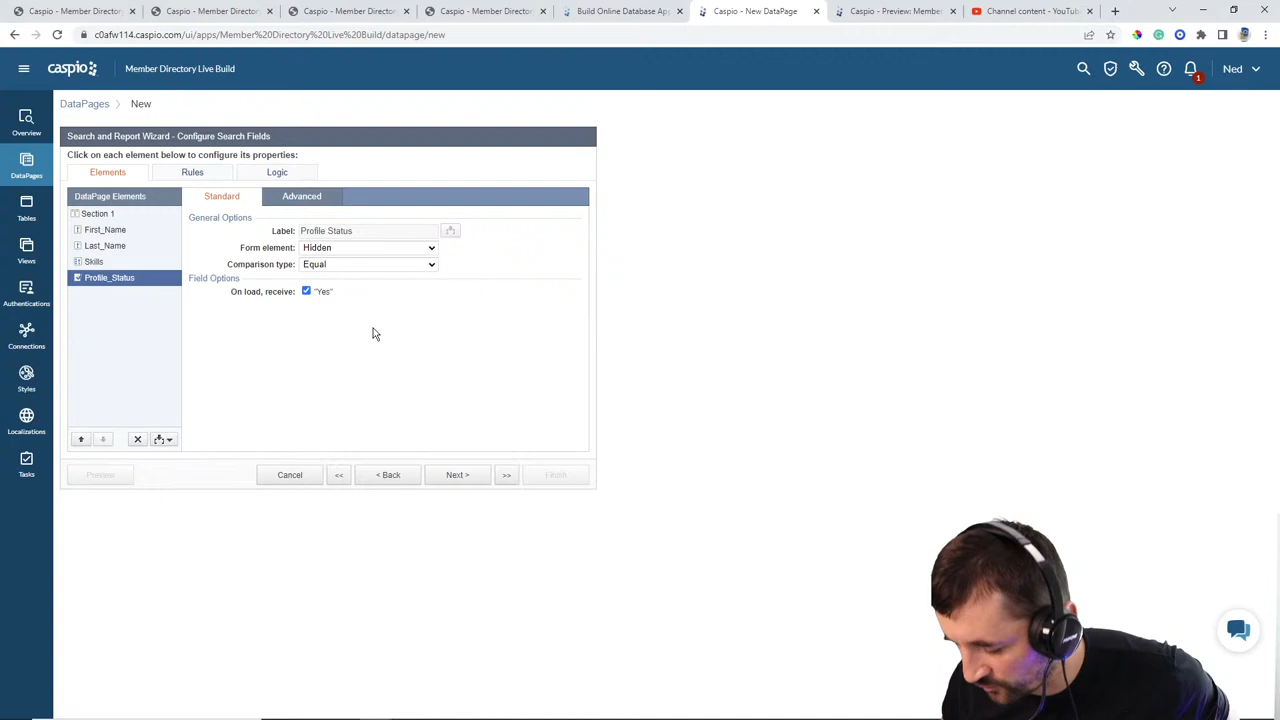 Caspio - Member Direc
Caspio - Member Directo
Caspio - Member Directo
Caspio - Member Directo
Build Online Database App
Caspio - New DataPage
Caspio - Preview: Membe
Channel content - YouTub
c0afw114.caspio.com/ui/apps/Member%20Directory%20Live%20Build/datapage/new
caspio
Member Directory Live Build
1
Ned
Overview
DataPages
Tables
Views
Authentications
Connections
Styles
Localizations
Tasks
DataPages > New
Search and Report Wizard - Configure Search Fields
Click on each element below to configure its properties:
Elements
Rules
Logic
DataPage Elements
Standard
Advanced
Section 1
First_Name
Last_Name
Skills
Profile_Status
General Options
Label: Profile Status
Form element: Hidden
Comparison type: Equal
Field Options
On load, receive: "Yes"
Preview
Cancel
<<
< Back
Next >
>>
Finish